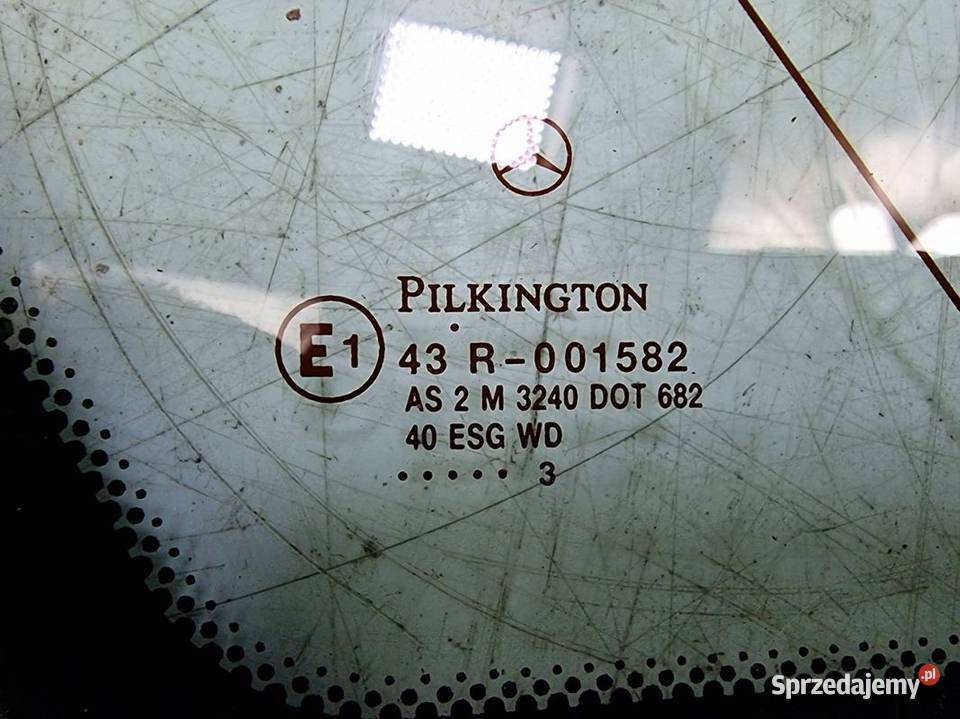 PILKINGTON
E1
43 R-001582
AS 2 M 3240 DOT 682
40 ESG WD
. . . . . 3
Sprzedajemy.pl